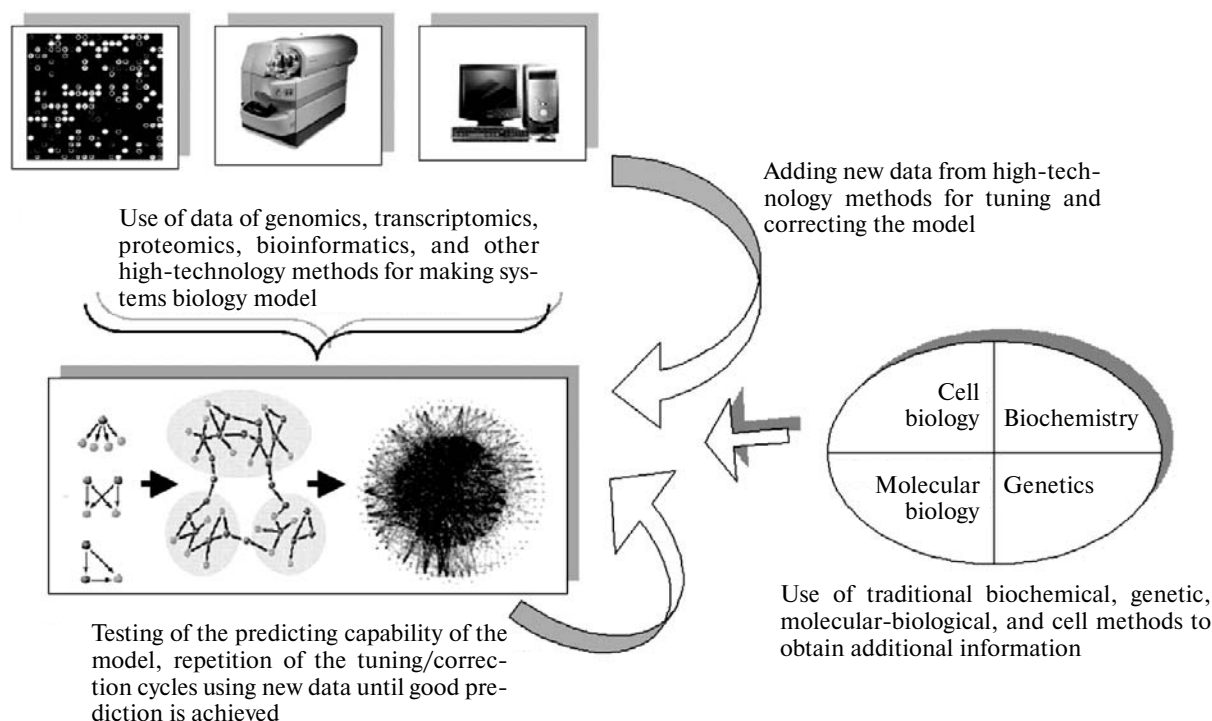 Use of data of genomics, transcriptomics,
proteomics, bioinformatics, and other
high-technology methods for making sys-
tems biology model
Adding new data from high-tech-
nology methods for tuning and
correcting the model
Cell
biology
Biochemistry
Molecular
biology
Genetics
Use of traditional biochemical, genetic,
molecular-biological, and cell methods to
obtain additional information
Testing of the predicting capability of the
model, repetition of the tuning/correc-
tion cycles using new data until good pre-
diction is achieved